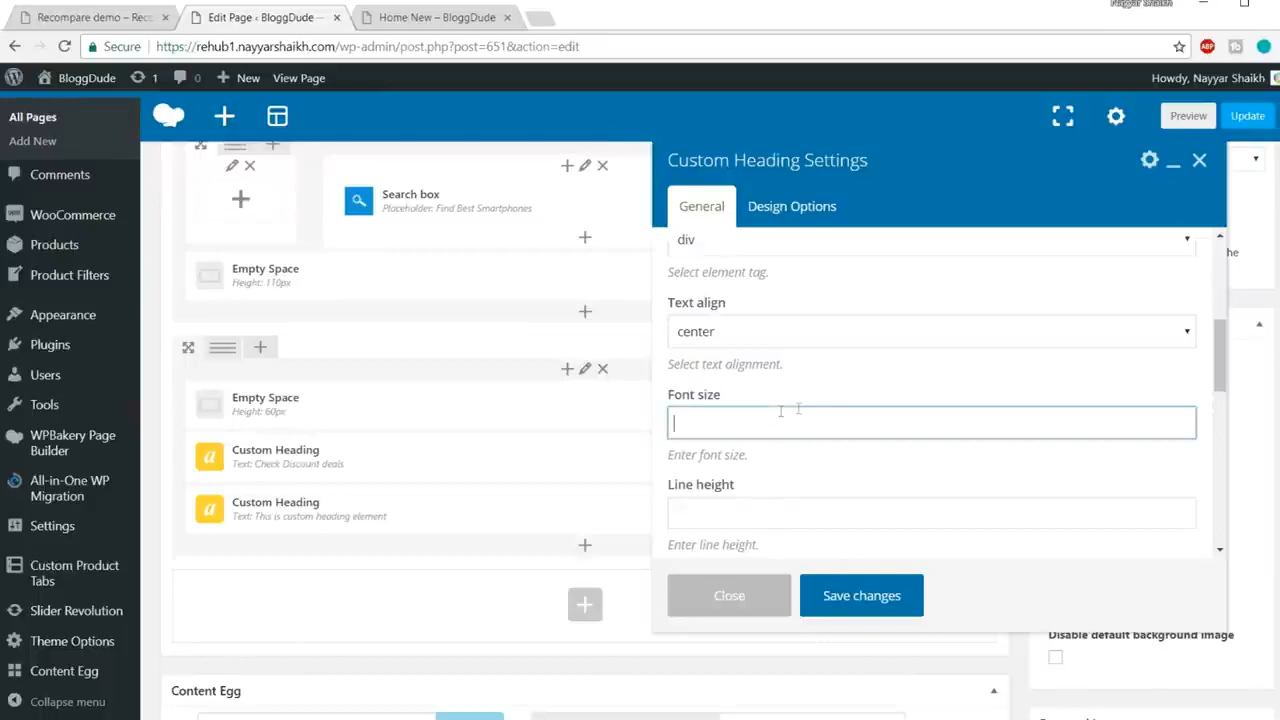 Nayyar Shaikh
Recompare demo – Reco
Edit Page ‹ BloggDude —
Home New – BloggDude
Secure
https://rehub1.nayyarshaikh.com/wp-admin/post.php?post=651&action=edit
ABP
BloggDude
1
0
New
View Page
Howdy, Nayyar Shaikh
All Pages
Add New
Comments
WooCommerce
Products
Product Filters
Appearance
Plugins
Users
Tools
WPBakery Page
Builder
All-in-One WP
Migration
Settings
Custom Product
Tabs
Slider Revolution
Theme Options
Content Egg
Collapse menu
Preview
Update
Search box
Placeholder: Find Best Smartphones
Empty Space
Height: 110px
Empty Space
Height: 60px
Custom Heading
Text: Check Discount deals
Custom Heading
Text: This is custom heading element
Content Egg
Custom Heading Settings
General
Design Options
div
Select element tag.
Text align
center
Select text alignment.
Font size
Enter font size.
Line height
Enter line height.
Close
Save changes
he
Disable default background image